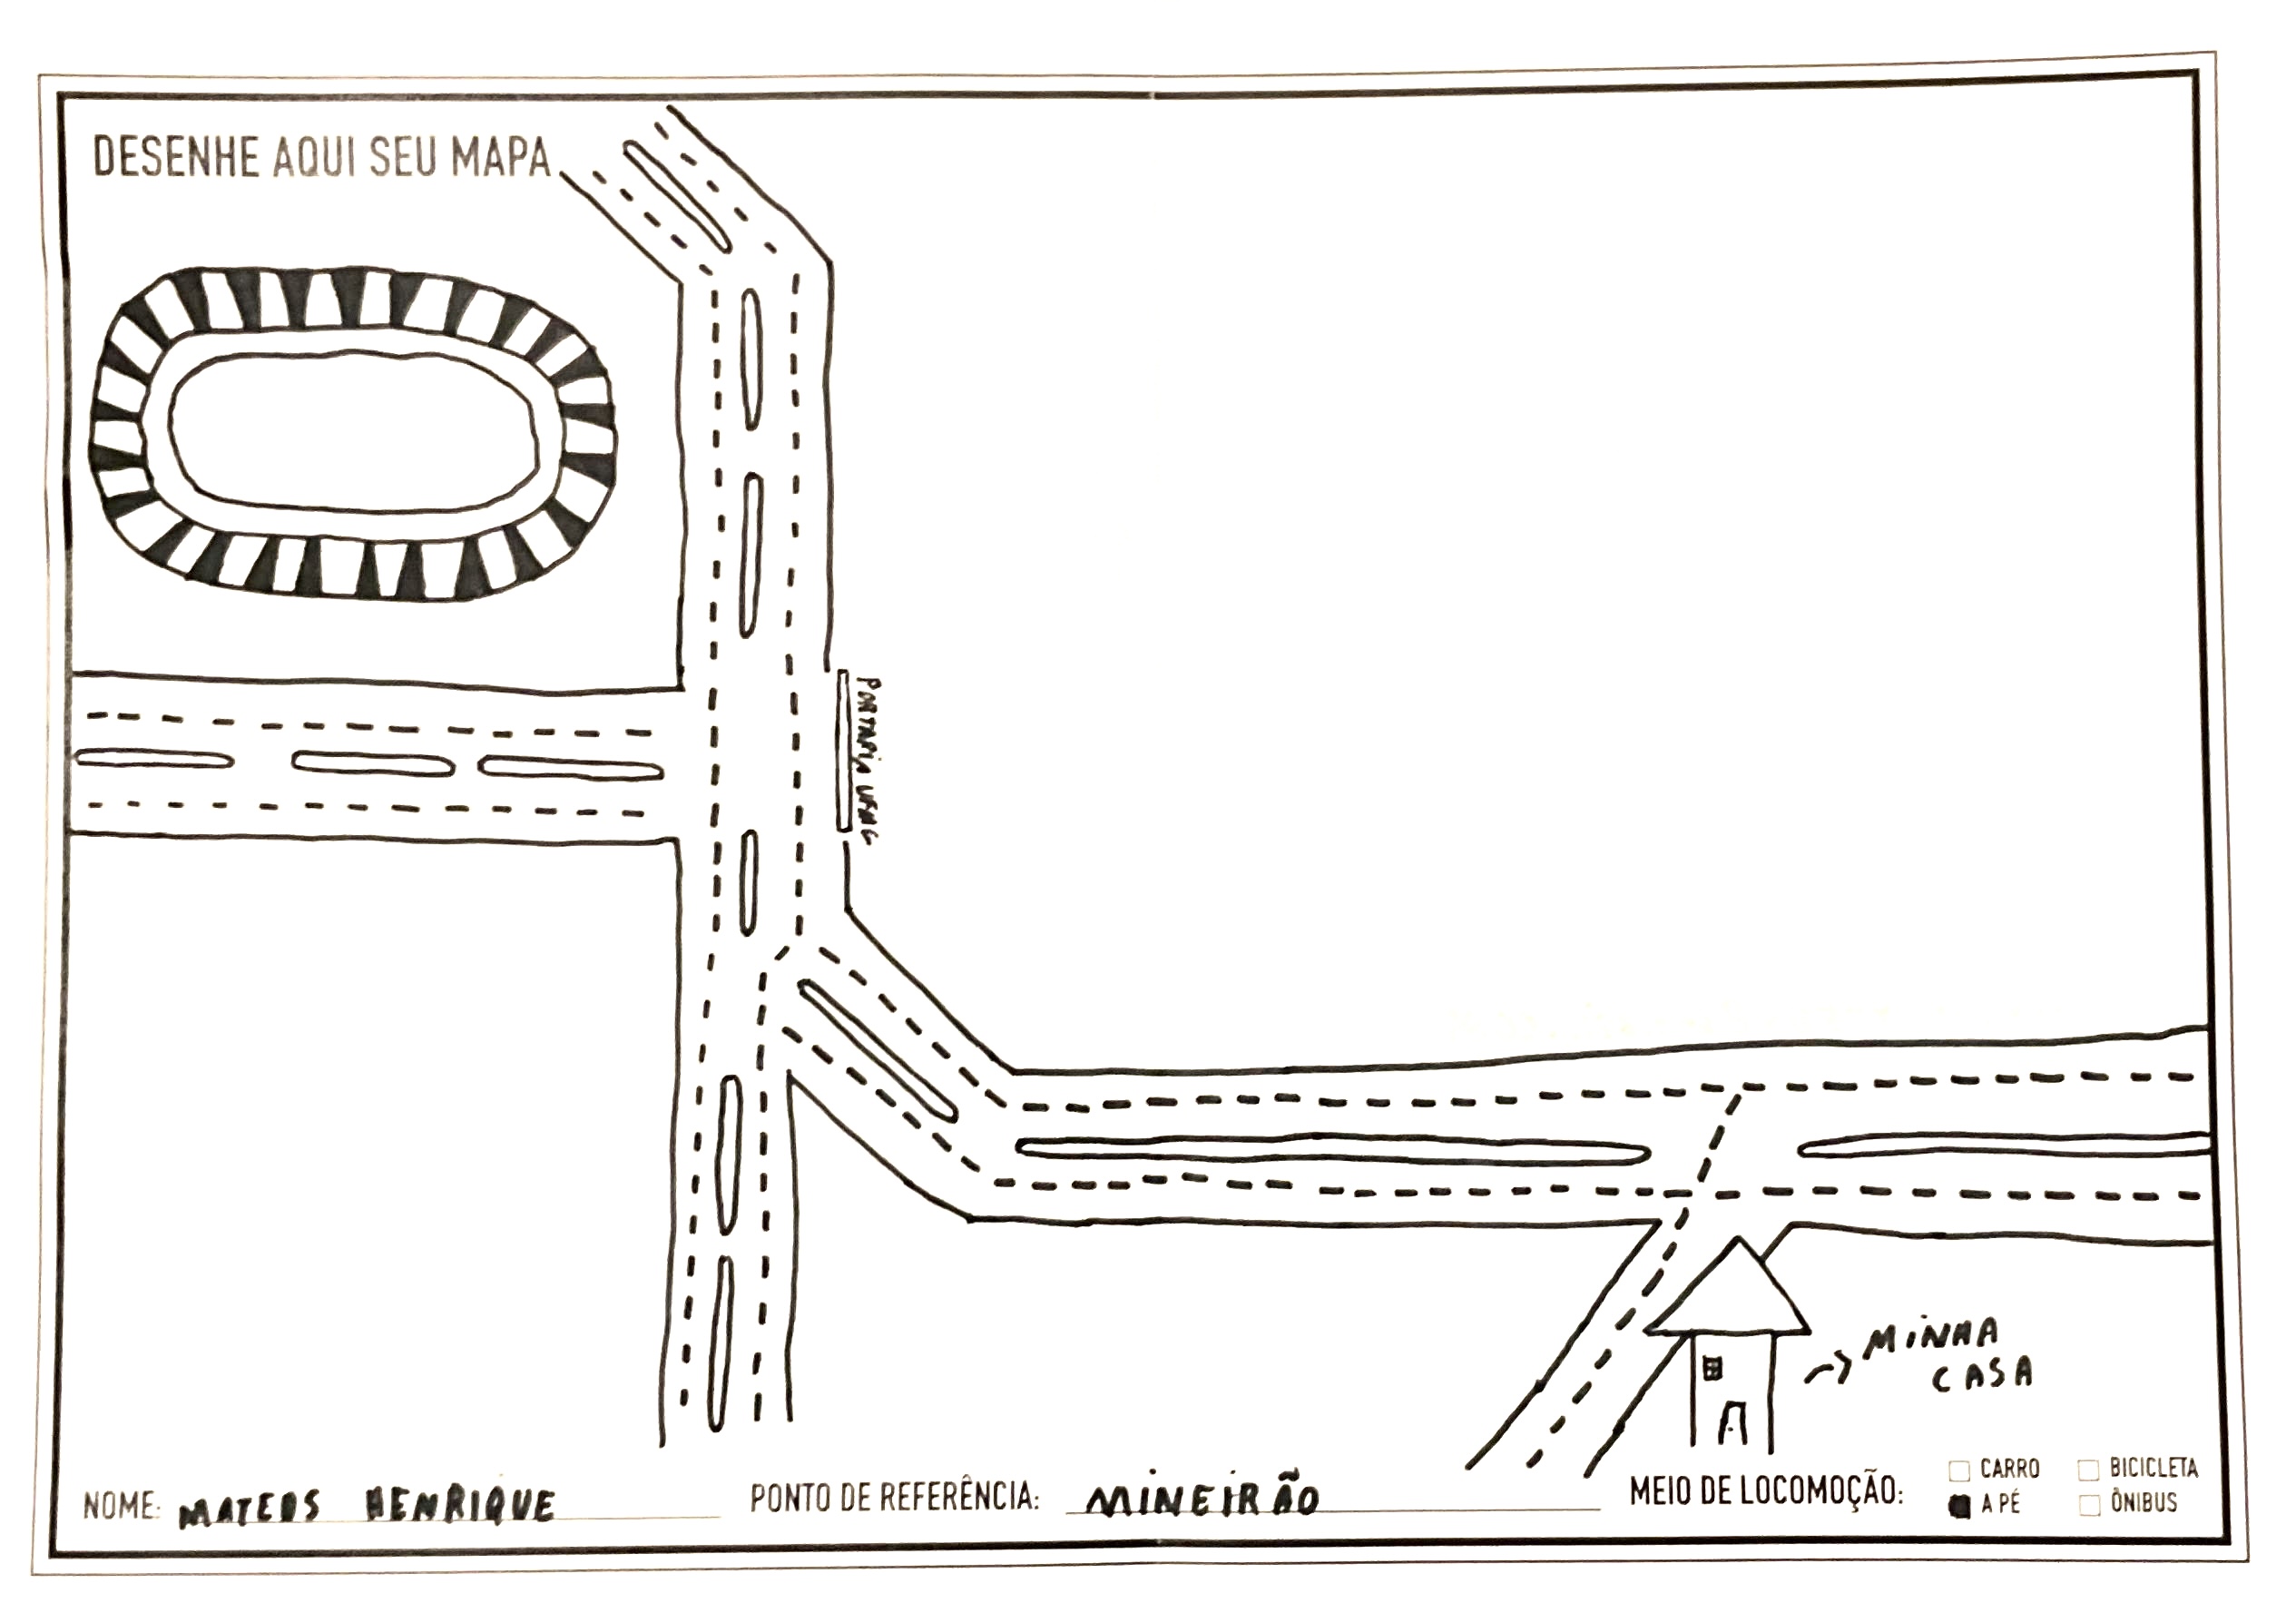 DESENHE AQUI SEU MAPA
PORTARiA UFMG
MiNHA
CASA
NOME: MATEUS HENRIQUE
PONTO DE REFERÊNCIA: MINEIRÃO
MEIO DE LOCOMOÇÃO:
CARRO
BICICLETA
A PÉ
ÔNIBUS